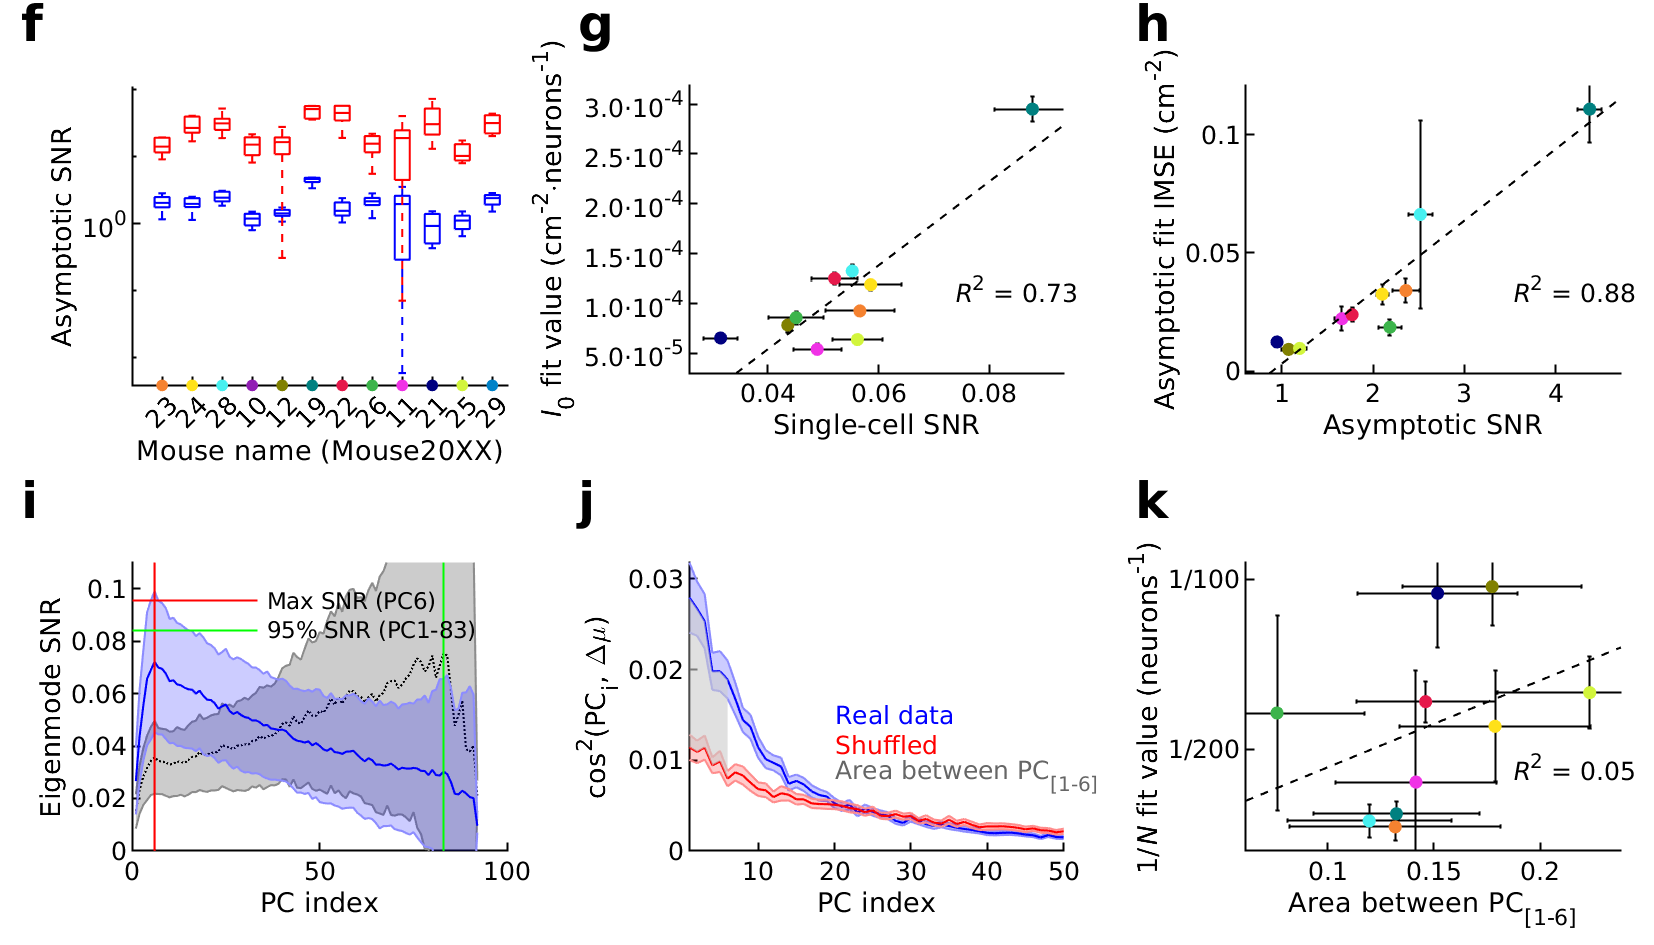 f
Asymptotic SNR
10^0
23 24 28 10 12 19 22 26 11 21 25 29
Mouse name (Mouse20XX)
g
I_0 fit value (cm^-2·neurons^-1)
3.0·10^-4
2.5·10^-4
2.0·10^-4
1.5·10^-4
1.0·10^-4
5.0·10^-5
R^2 = 0.73
0.04 0.06 0.08
Single-cell SNR
h
Asymptotic fit IMSE (cm^-2)
0.1
0.05
0
R^2 = 0.88
1 2 3 4
Asymptotic SNR
i
Eigenmode SNR
0.1
0.08
0.06
0.04
0.02
0
Max SNR (PC6)
95% SNR (PC1-83)
0 50 100
PC index
j
cos^2(PC_i, Δμ)
0.03
0.02
0.01
0
Real data
Shuffled
Area between PC_[1-6]
10 20 30 40 50
PC index
k
1/N fit value (neurons^-1)
1/100
1/200
R^2 = 0.05
0.1 0.15 0.2
Area between PC_[1-6]